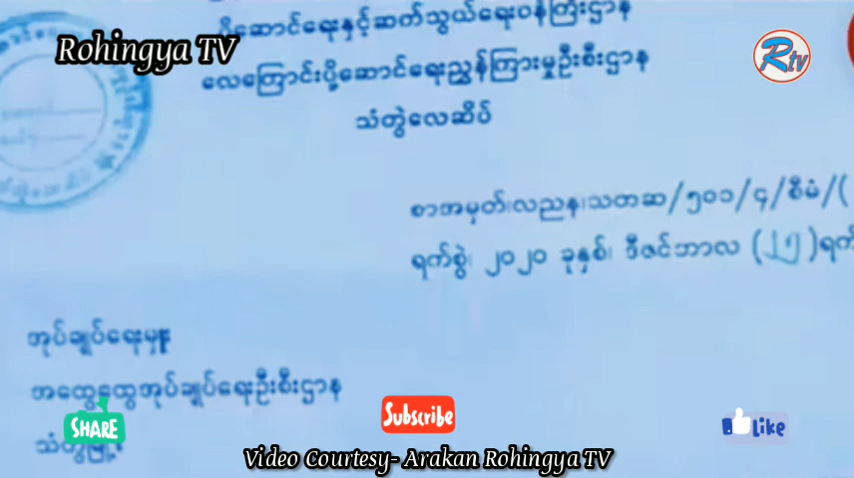 ပို့ဆောင်ရေးနှင့်ဆက်သွယ်ရေးဝန်ကြီးဌာန
Rohingya TV
Rtv
လေကြောင်းပို့ဆောင်ရေးညွှန်ကြားမှုဦးစီးဌာန
သံတွဲလေဆိပ်
စာအမှတ်၊လညန၊သတဆ/၅၀၁/၄/စီမံ/(
ရက်စွဲ၊ ၂၀၂၀ ခုနှစ်၊ ဒီဇင်ဘာလ (၂၅)ရက်
အုပ်ချုပ်ရေးမှူး
အထွေထွေအုပ်ချုပ်ရေးဦးစီးဌာန
သံတွဲမြို့။
SHARE
Subscribe
Like
Video Courtesy- Arakan Rohingya TV